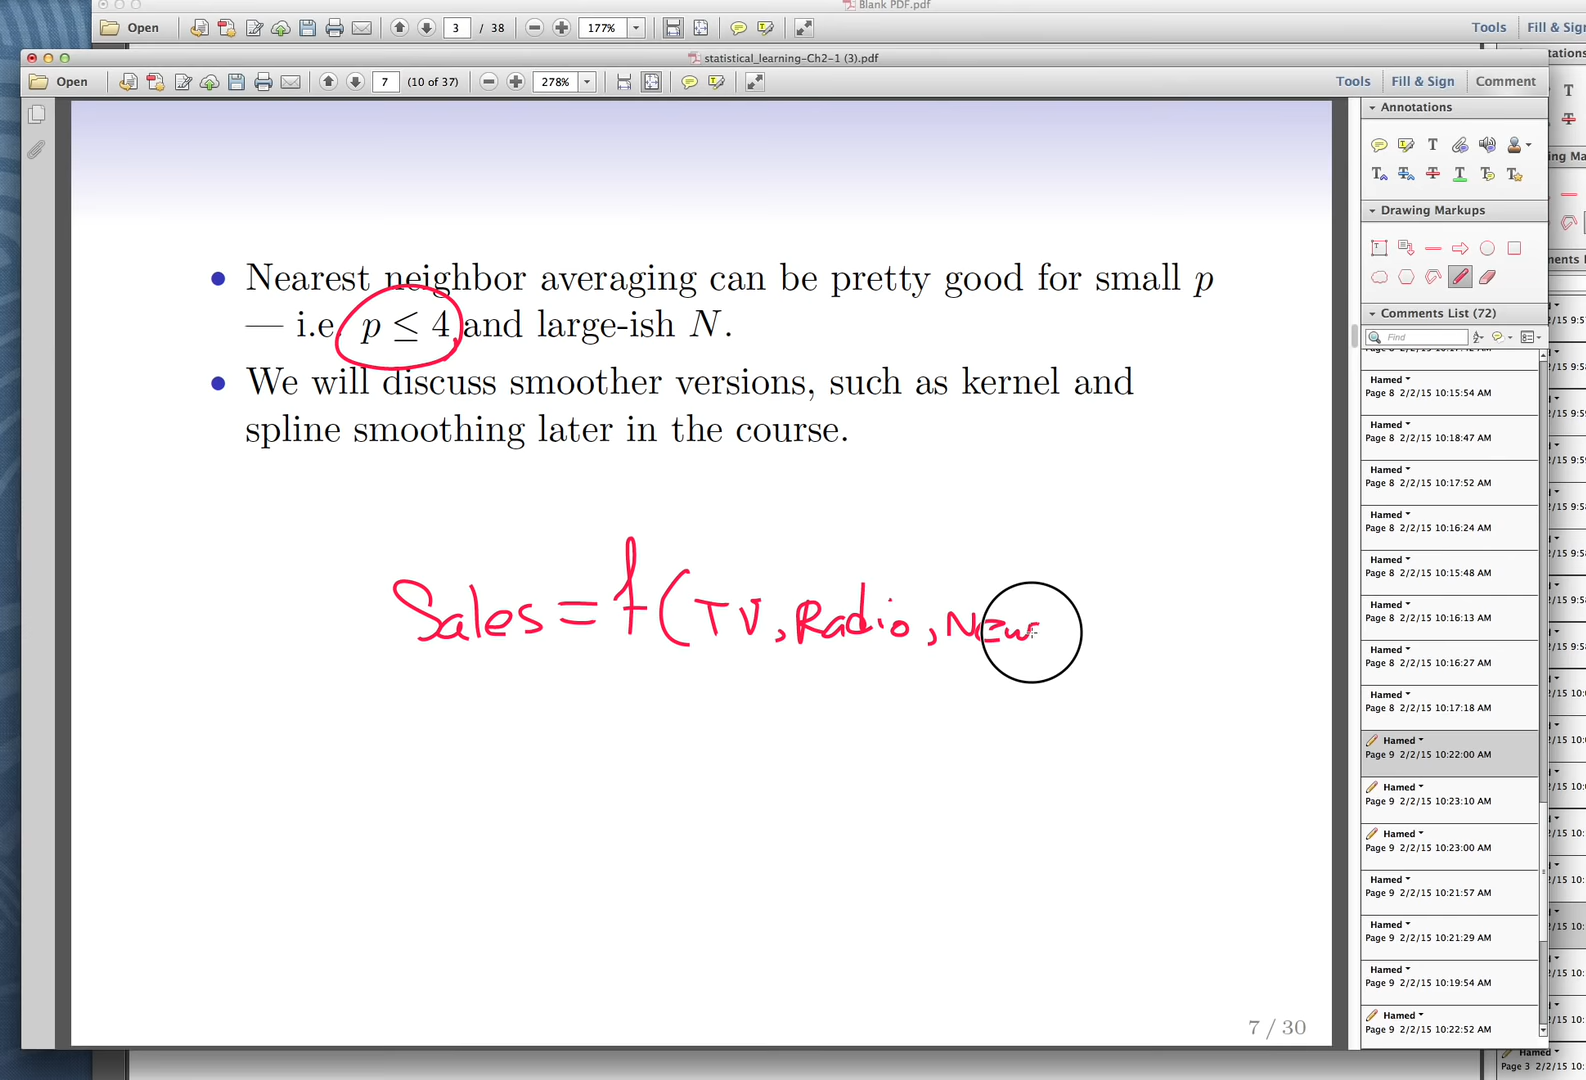 Blank PDF.pdf
Open 3 / 38 177% Tools Fill & Sign
statistical_learning-Ch2-1 (3).pdf
Open 7 (10 of 37) 278% Tools Fill & Sign Comment
Annotations
Drawing Markups
Comments List (72)
Find
• Nearest neighbor averaging can be pretty good for small p
— i.e. p ≤ 4 and large-ish N.
• We will discuss smoother versions, such as kernel and
spline smoothing later in the course.
Sales = f(TV, Radio, New
7 / 30
Hamed
Page 8 2/2/15 10:15:54 AM
Hamed
Page 8 2/2/15 10:18:47 AM
Hamed
Page 8 2/2/15 10:17:52 AM
Hamed
Page 8 2/2/15 10:16:24 AM
Hamed
Page 8 2/2/15 10:15:48 AM
Hamed
Page 8 2/2/15 10:16:13 AM
Hamed
Page 8 2/2/15 10:16:27 AM
Hamed
Page 8 2/2/15 10:17:18 AM
Hamed
Page 9 2/2/15 10:22:00 AM
Hamed
Page 9 2/2/15 10:23:10 AM
Hamed
Page 9 2/2/15 10:23:00 AM
Hamed
Page 9 2/2/15 10:21:57 AM
Hamed
Page 9 2/2/15 10:21:29 AM
Hamed
Page 9 2/2/15 10:19:54 AM
Hamed
Page 9 2/2/15 10:22:52 AM
Hamed